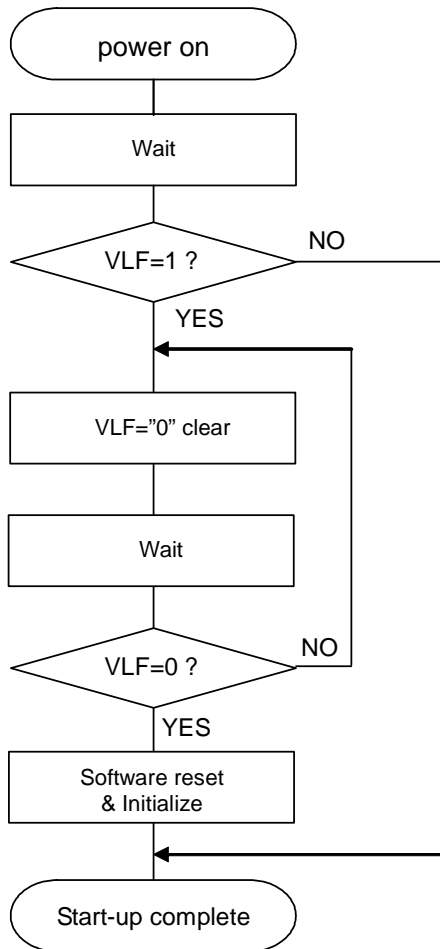 power on
Wait
VLF=1 ?
NO
YES
VLF="0" clear
Wait
NO
VLF=0 ?
YES
Software reset
& Initialize
Start-up complete